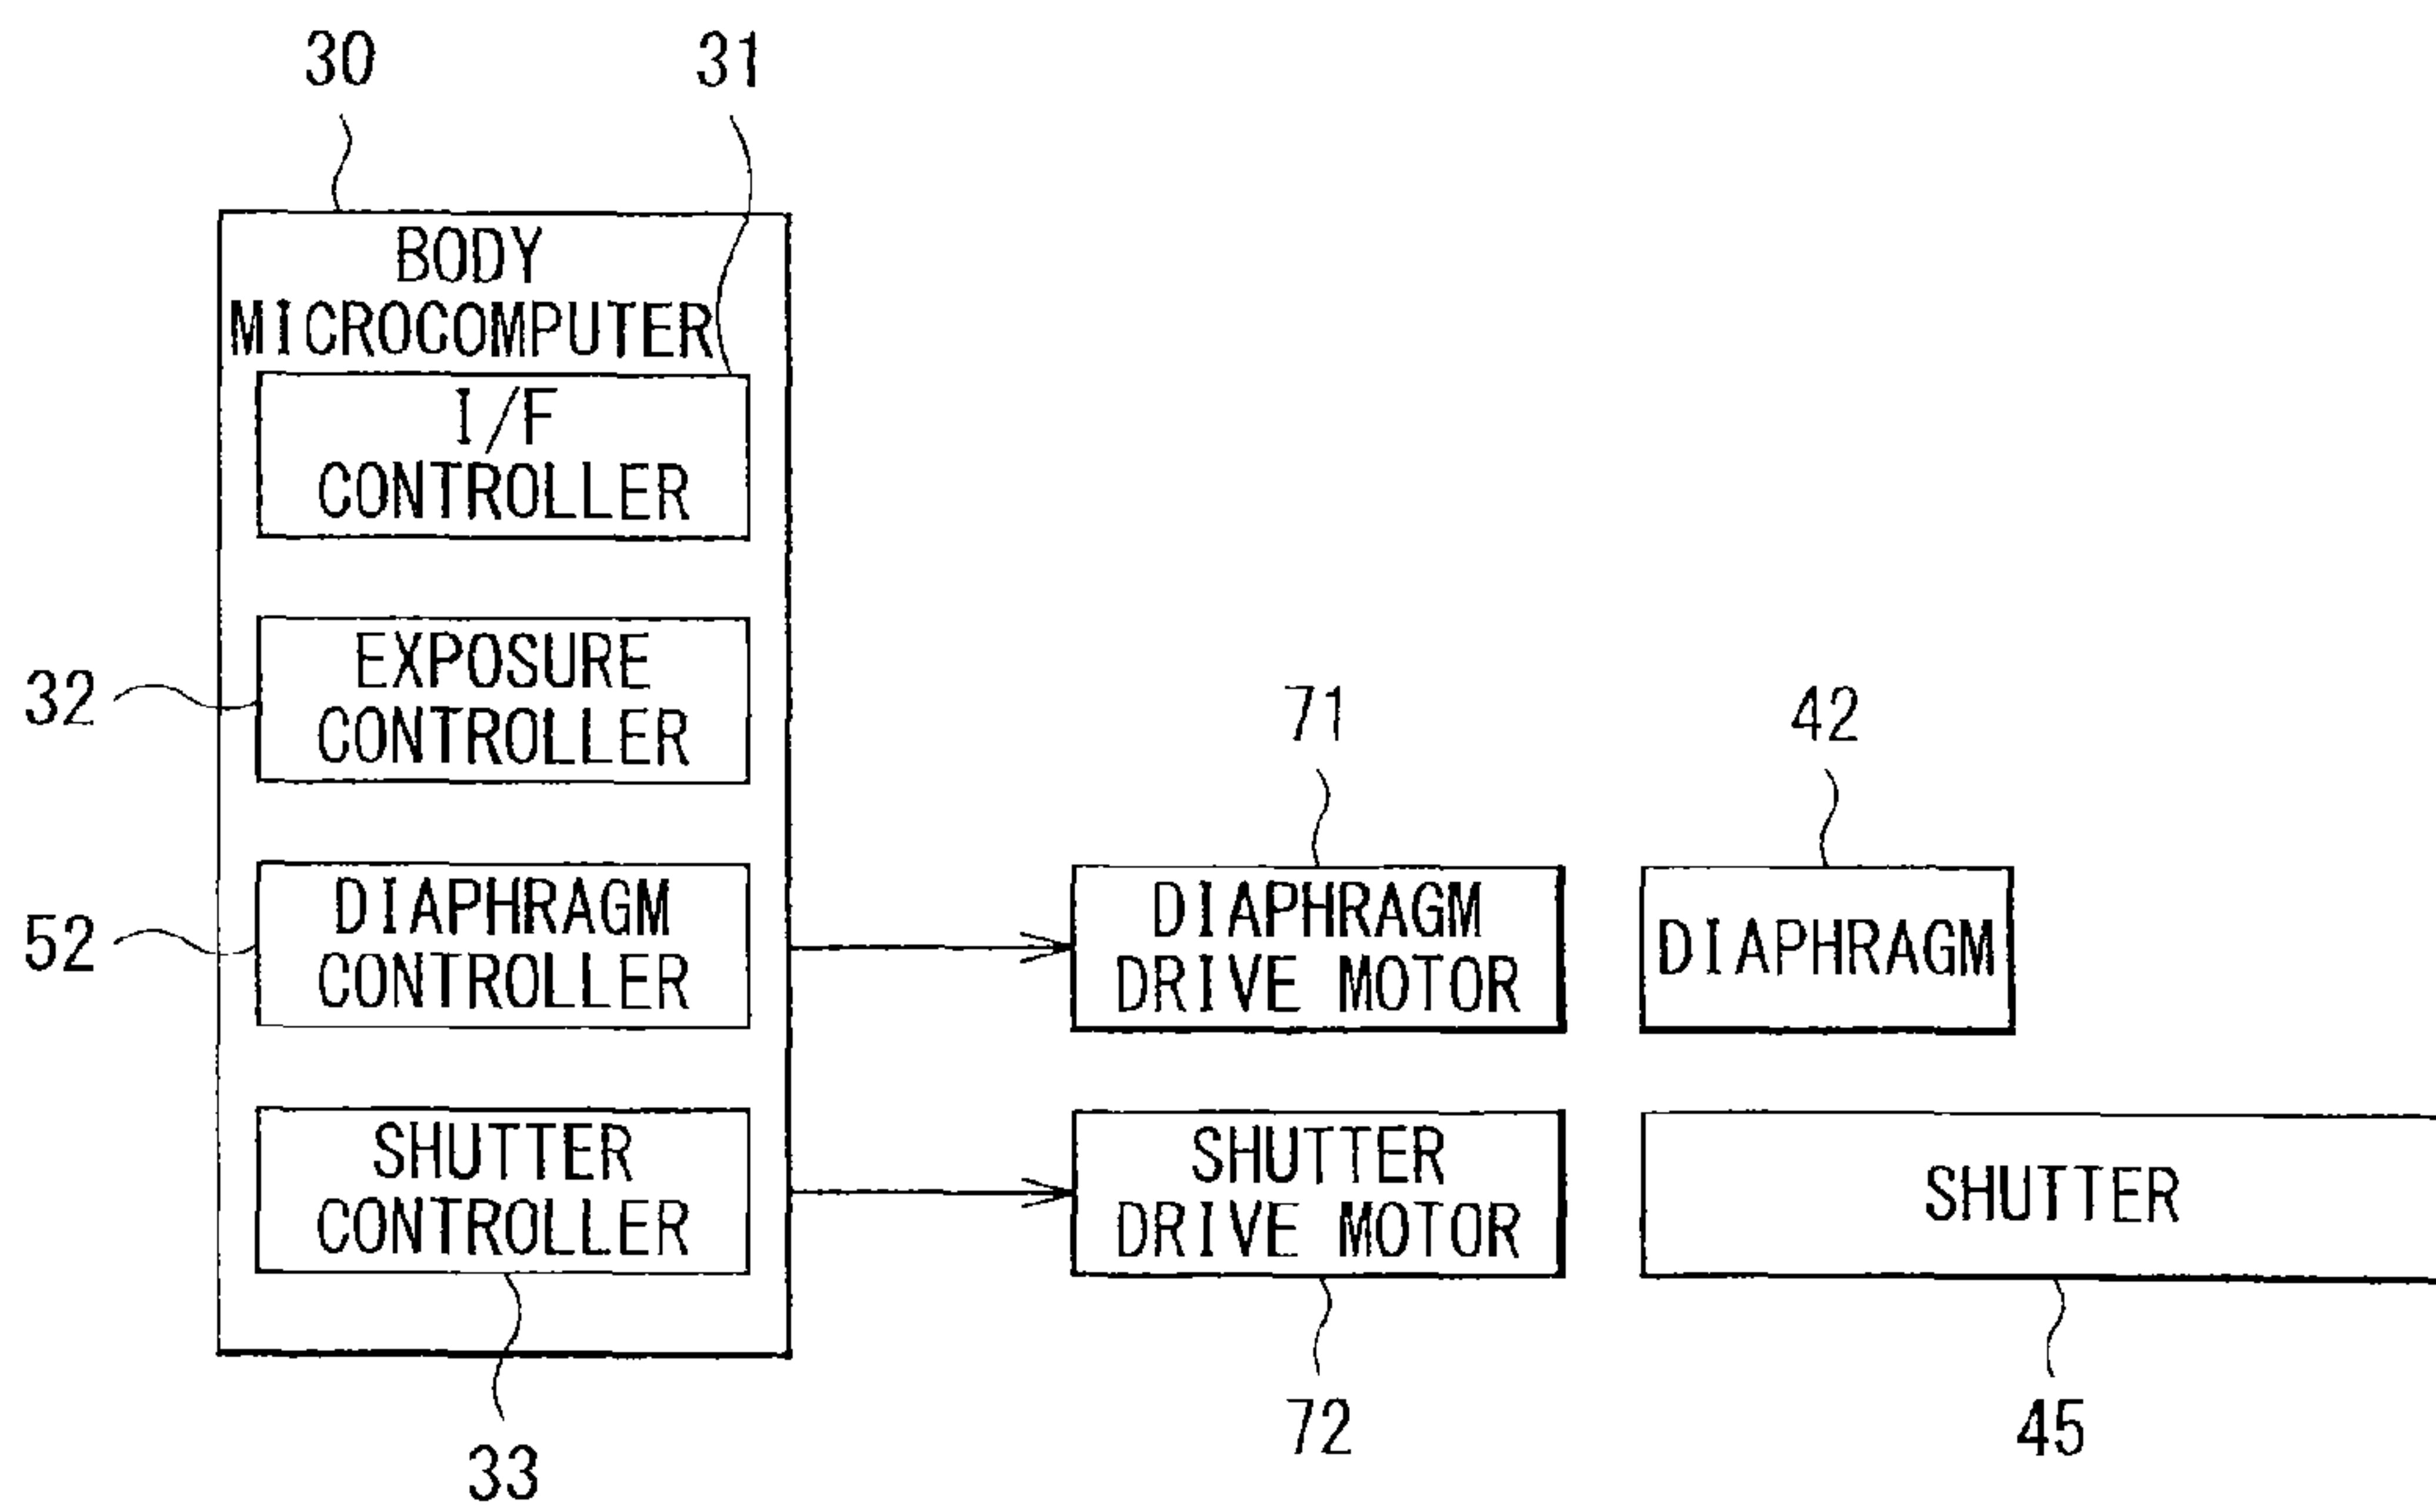 30
31
BODY
MICROCOMPUTER
I/F
CONTROLLER
32
EXPOSURE
CONTROLLER
52
DIAPHRAGM
CONTROLLER
71
DIAPHRAGM
DRIVE MOTOR
42
DIAPHRAGM
SHUTTER
CONTROLLER
33
SHUTTER
DRIVE MOTOR
72
SHUTTER
45